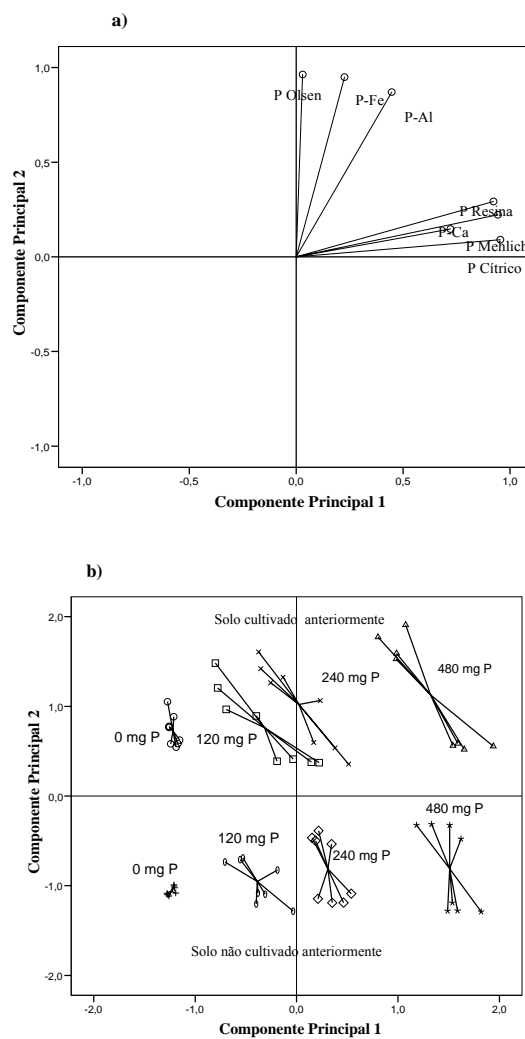 a)
1,0
P Olsen
P-Fe
P-Al
0,5
P Resina
P-Ca
P Mehlich
0,0
P Cítrico
-0,5
-1,0
Componente Principal 2
-1,0 -0,5 0,0 0,5 1,0
Componente Principal 1
b)
2,0
Solo cultivado anteriormente
240 mg P
480 mg P
1,0
0 mg P
120 mg P
0,0
480 mg P
120 mg P
240 mg P
0 mg P
-1,0
Solo não cultivado anteriormente
-2,0
Componente Principal 2
-2,0 -1,0 0,0 1,0 2,0
Componente Principal 1